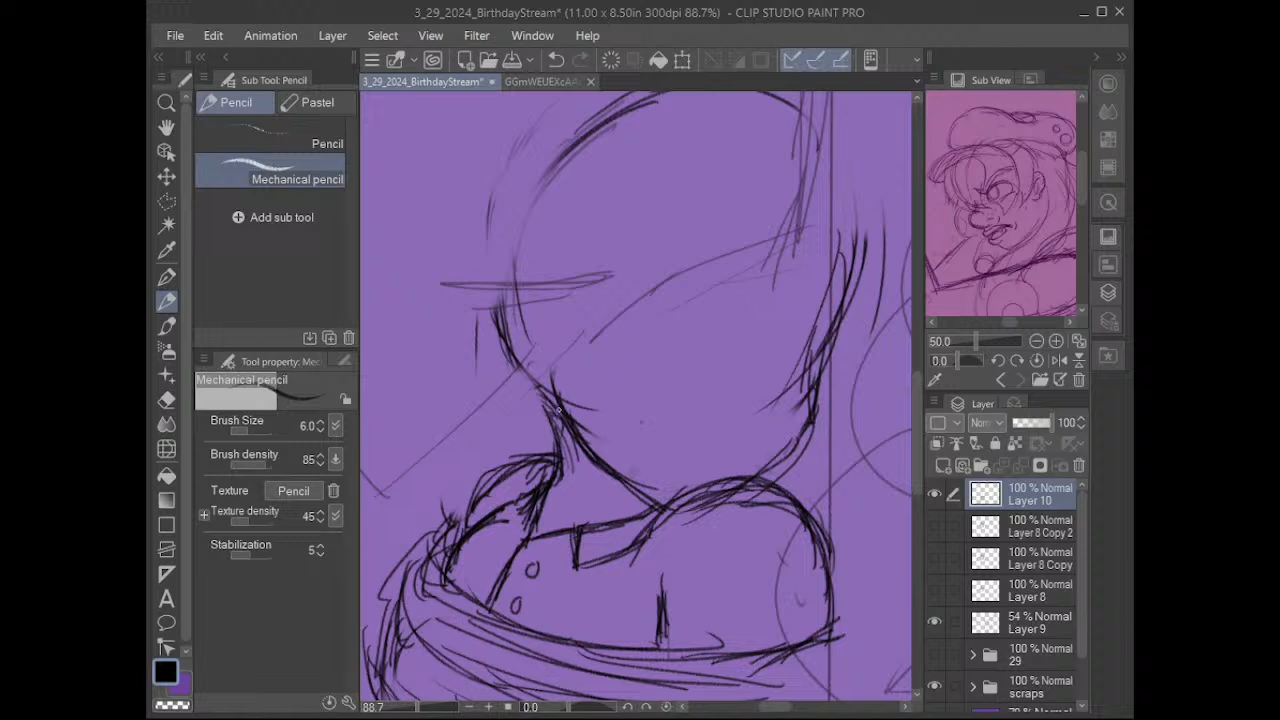 3_29_2024_BirthdayStream* (11.00 x 8.50in 300dpi 88.7%) - CLIP STUDIO PAINT PRO
File Edit Animation Layer Select View Filter Window Help
Sub Tool: Pencil
3_29_2024_BirthdayStream*
Sub View
Pencil
Pastel
Pencil
Mechanical pencil
Add sub tool
Tool property: Mec
Mechanical pencil
Brush Size 6.0
Brush density 85
Texture Pencil
Texture density 45
Stabilization 5
88.7 0.0
50.0
0.0
Layer
Norm 100
100 % Normal
Layer 10
100 % Normal
Layer 8 Copy 2
100 % Normal
Layer 8 Copy
100 % Normal
Layer 8
54 % Normal
Layer 9
100 % Normal
29
100 % Normal
scraps